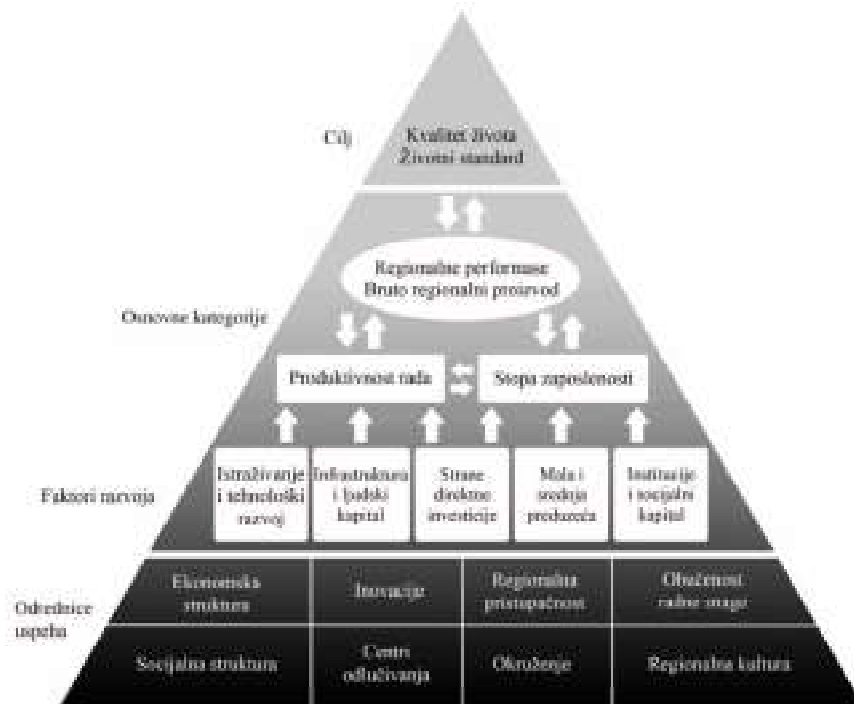 Cilj
Kvalitet života
Životni standard
Regionalne performase
Bruto regionalni proizvod
Osnovne kategorije
Produktivnost rada
Stopa zaposlenosti
Faktori razvoja
Istraživanje
i tehnološki
razvoj
Infrastruktura
i ljudski
kapital
Strane
direktne
investicije
Mala i
srednja
preduzeća
Institucije
i socijalni
kapital
Odrednice
uspeha
Ekonomska
struktura
Inovacije
Regionalna
pristupačnost
Obučenost
radne snage
Socijalna struktura
Centri
odlučivanja
Okruženje
Regionalna kultura